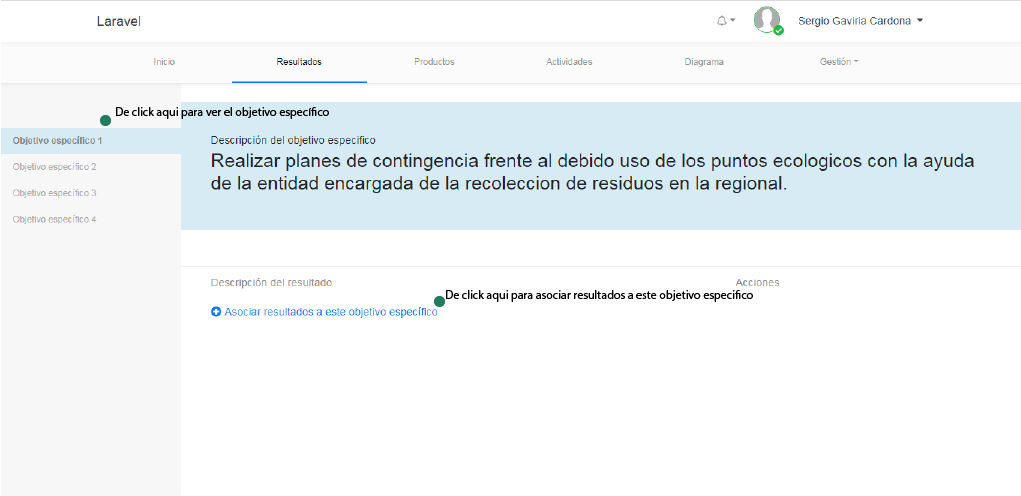 Laravel
Sergio Gaviria Cardona
Inicio
Resultados
Productos
Actividades
Diagrama
Gestión
De click aqui para ver el objetivo específico
Objetivo específico 1
Objetivo específico 2
Objetivo específico 3
Objetivo específico 4
Descripción del objetivo especifico
Realizar planes de contingencia frente al debido uso de los puntos ecologicos con la ayuda
de la entidad encargada de la recoleccion de residuos en la regional.
Descripción del resultado
Acciones
De click aqui para asociar resultados a este objetivo especifico
Asociar resultados a este objetivo específico